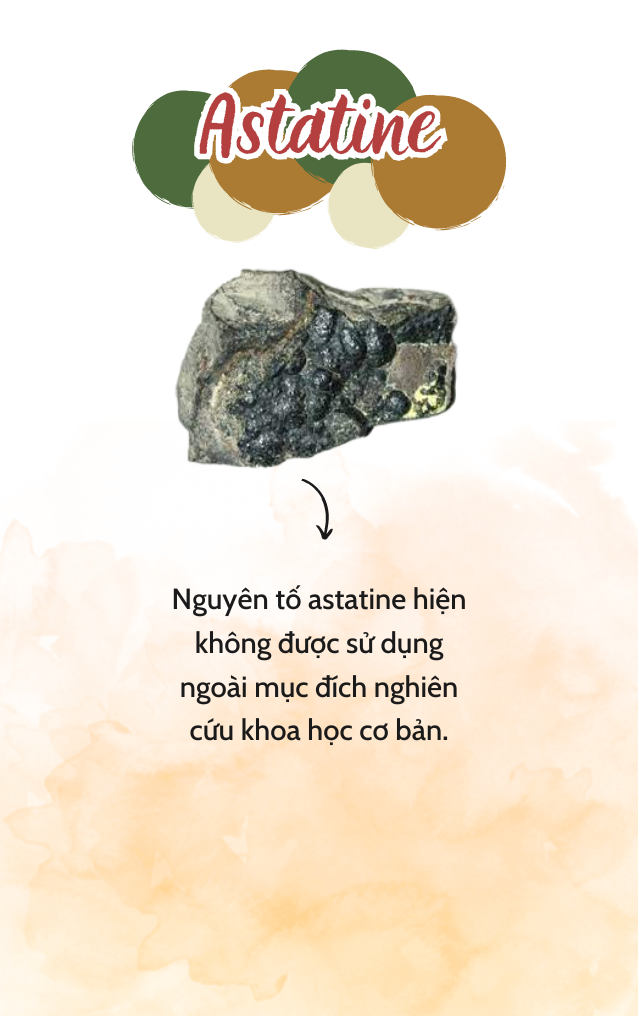 Astatine
Nguyên tố astatine hiện
không được sử dụng
ngoài mục đích nghiên
cứu khoa học cơ bản.